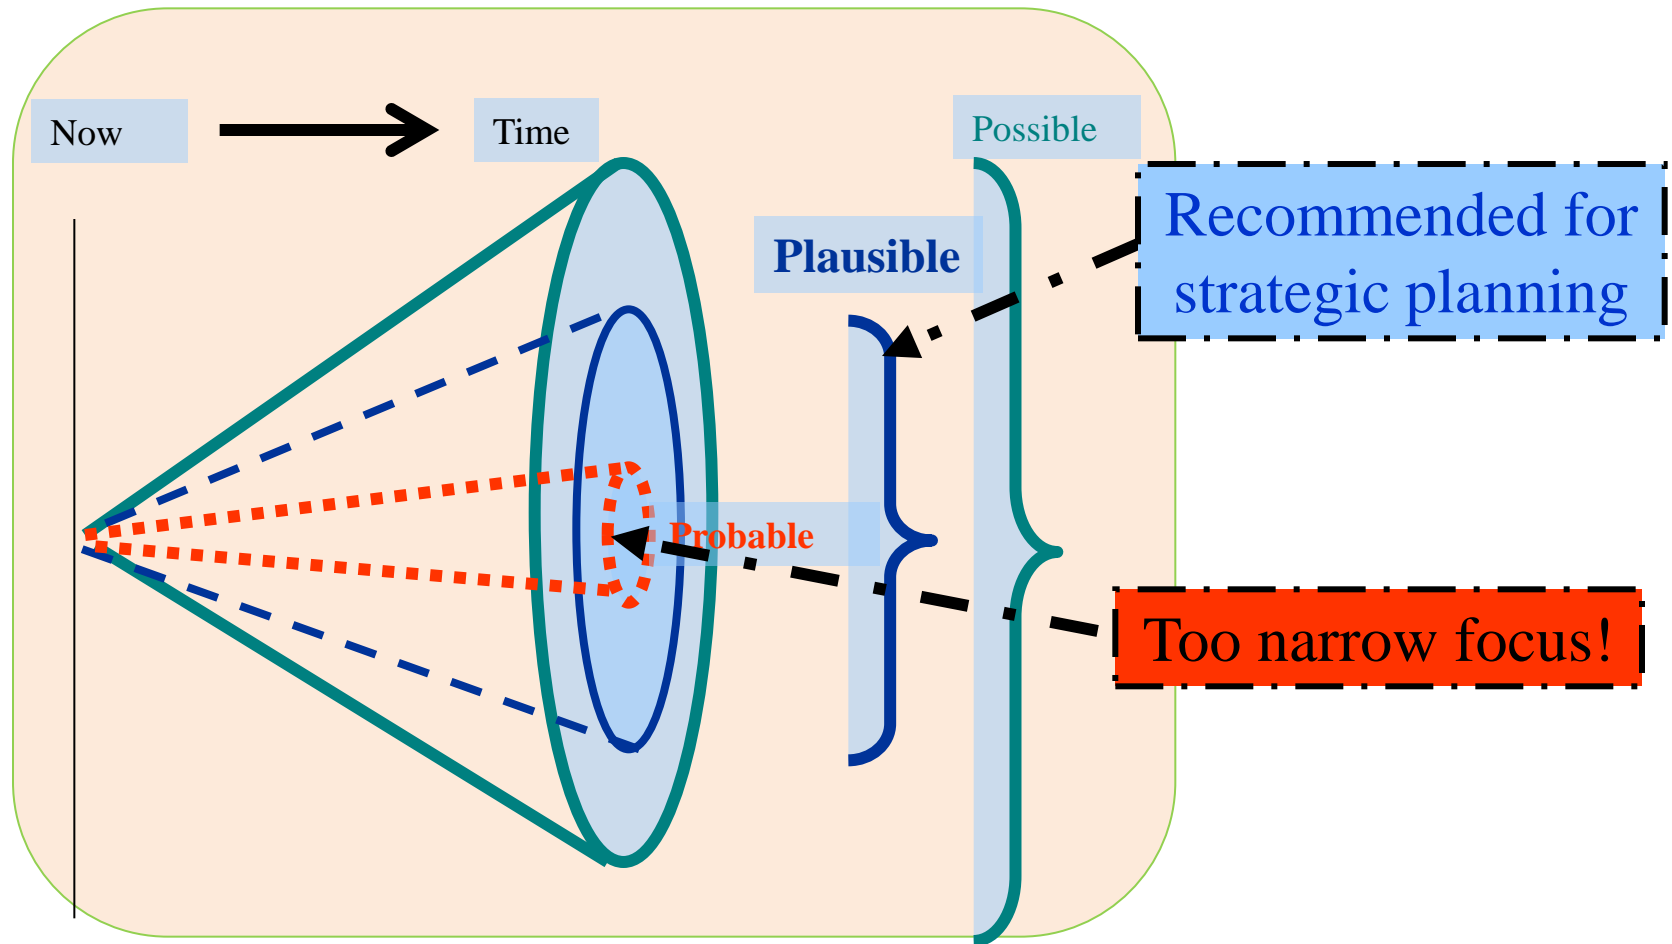 Now
Time
Possible
Recommended for
strategic planning
Plausible
Probable
Too narrow focus!